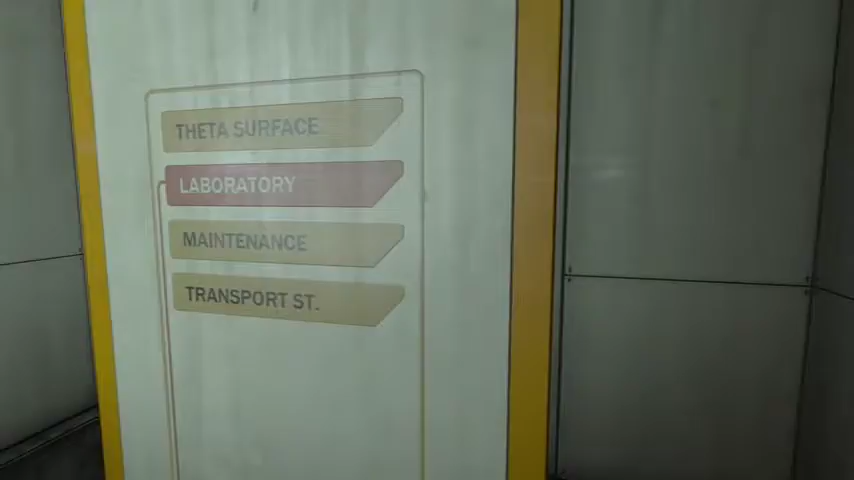 THETA SURFACE
LABORATORY
MAINTENANCE
TRANSPORT ST.